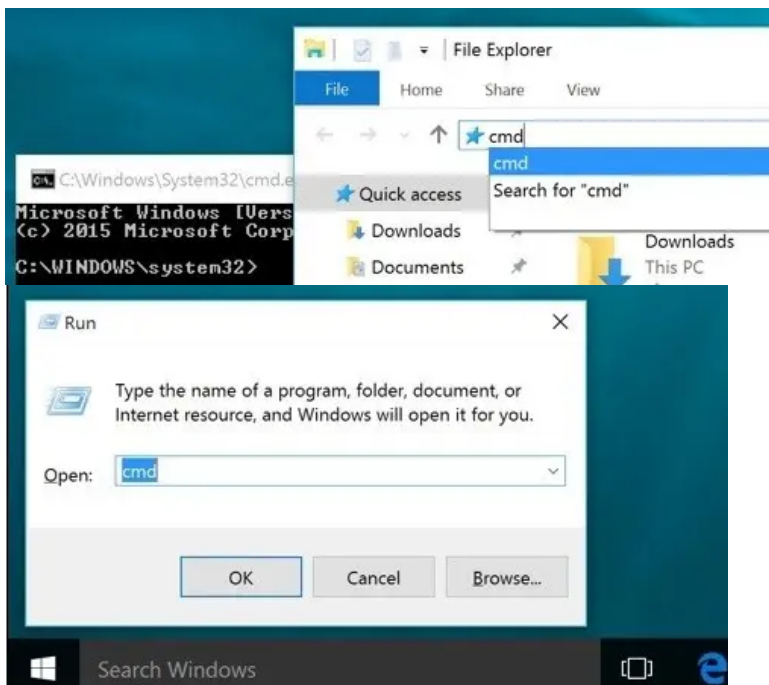 File Explorer
File Home Share View
cmd
cmd
Search for "cmd"
C:\Windows\System32\cmd.e
Microsoft Windows [Vers
(c) 2015 Microsoft Corp
C:\WINDOWS\system32>
Quick access
Downloads
Documents
Downloads
This PC
Run
Type the name of a program, folder, document, or
Internet resource, and Windows will open it for you.
Open: cmd
OK Cancel Browse...
Search Windows